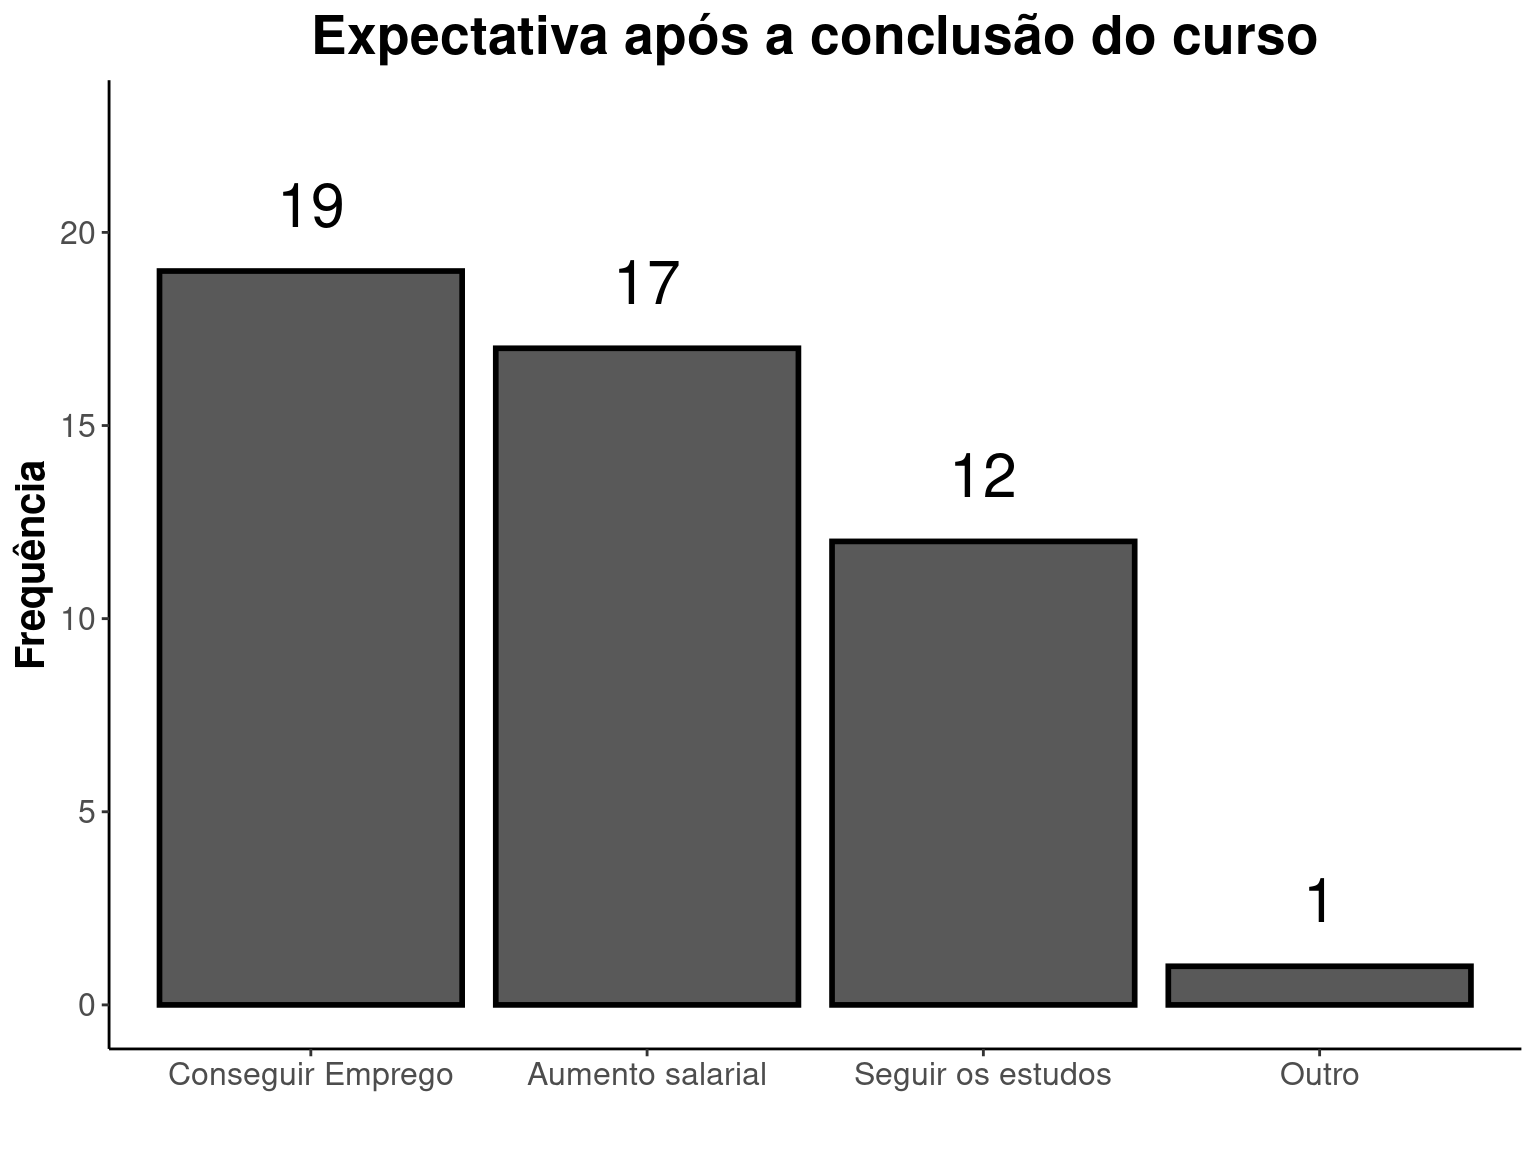 Expectativa após a conclusão do curso
Frequência
20
15
10
5
0
19
17
12
1
Conseguir Emprego
Aumento salarial
Seguir os estudos
Outro